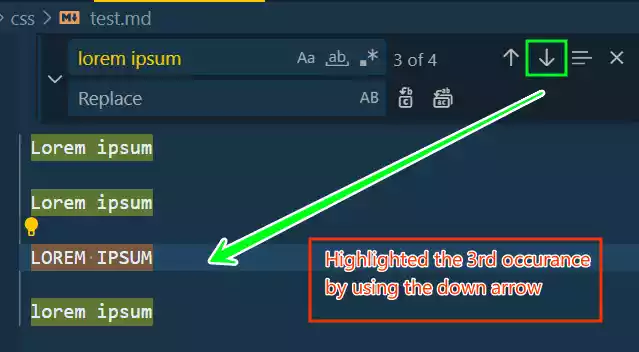 css > test.md
lorem ipsum Aa ab .* 3 of 4
Replace AB
Lorem ipsum
Lorem ipsum
LOREM·IPSUM
lorem ipsum
Highlighted the 3rd occurance
by using the down arrow